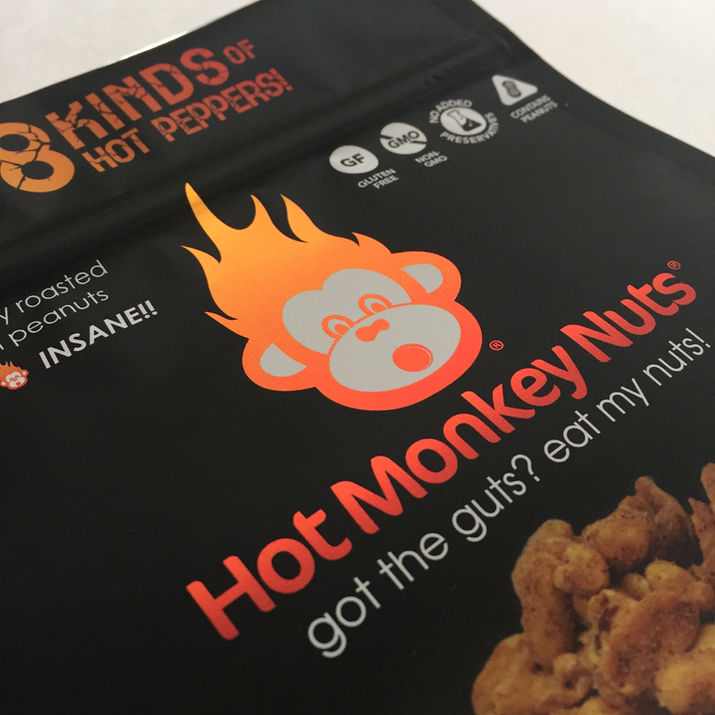 8 KINDS OF
HOT PEPPERS!
GF
GLUTEN
FREE
GMO
NON-
GMO
NO ADDED
PRESERVATIVES
CONTAINS
PEANUTS
y roasted
peanuts
INSANE!!
®
Hot Monkey Nuts®
got the guts? eat my nuts!